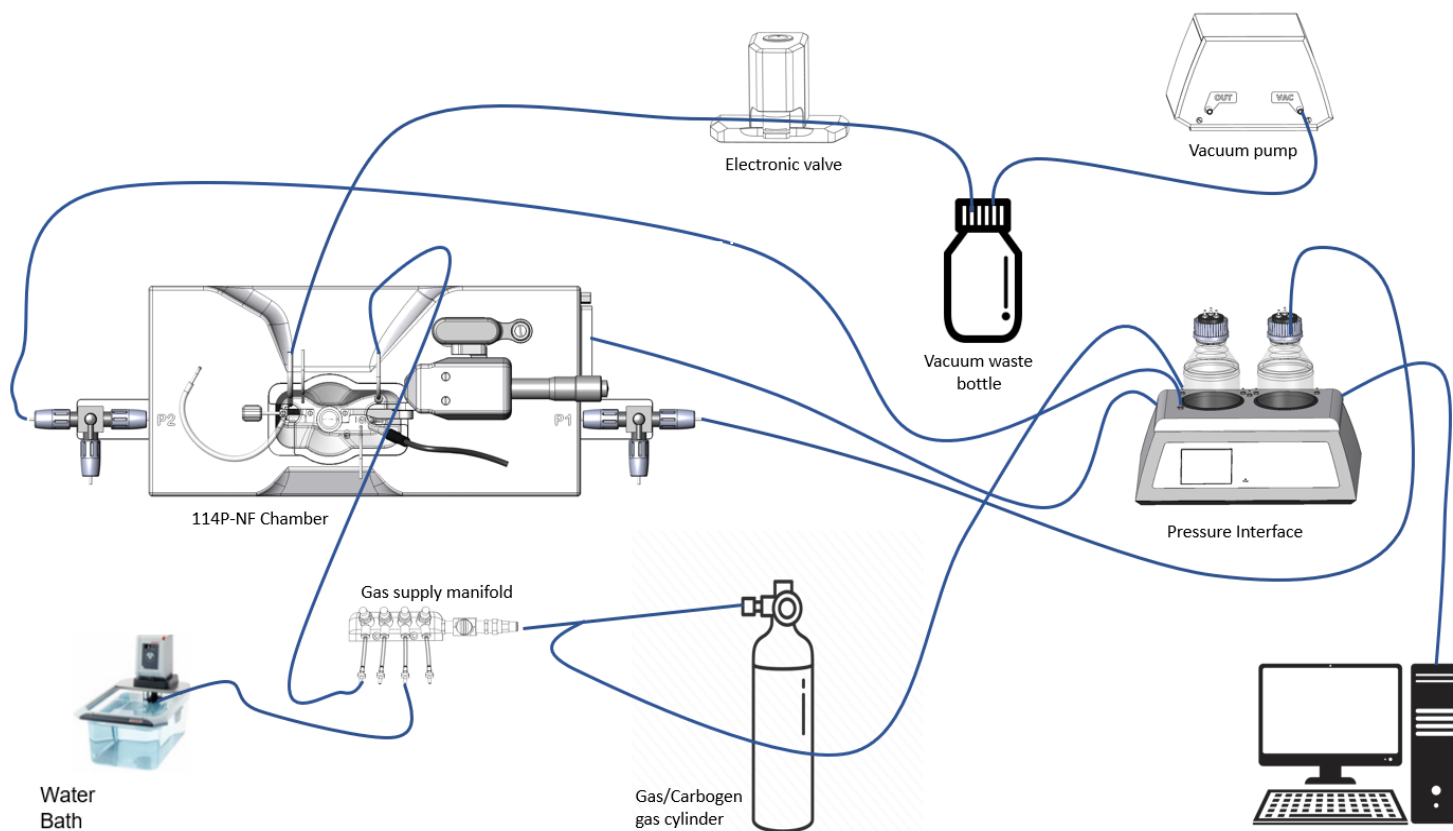 OUT
VAC
Vacuum pump
Electronic valve
Vacuum waste
bottle
P2
P1
114P-NF Chamber
Pressure Interface
Gas supply manifold
Gas/Carbogen
gas cylinder
Water
Bath